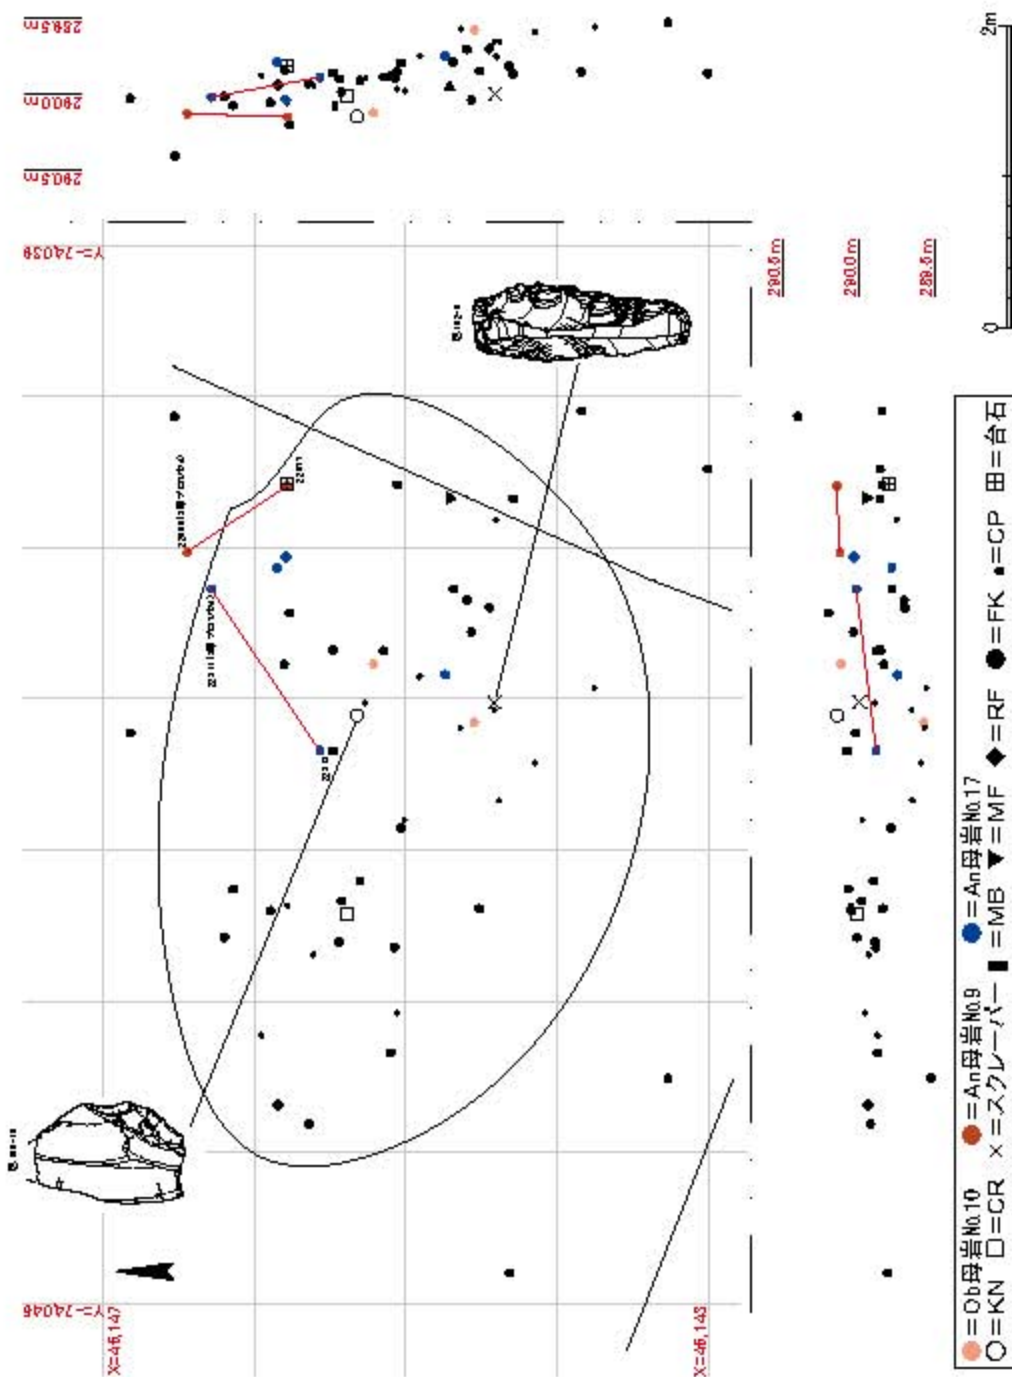 289.5m
290.0m
290.5m
Y=-74039
Y=-74046
X=46,147
X=46,143
290.5m
290.0m
289.5m
0 2m
=Ob母岩No.10 =An母岩No.9 =An母岩No.17
○=KN □=CR ×=スクレーパー ■=MB ▼=MF ◆=RF ●=FK •=CP 田=台石